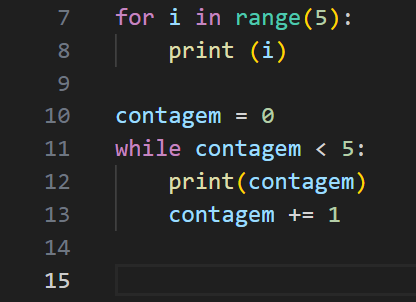 7 for i in range(5):
8     print (i)
9
10 contagem = 0
11 while contagem < 5:
12     print(contagem)
13     contagem += 1
14
15